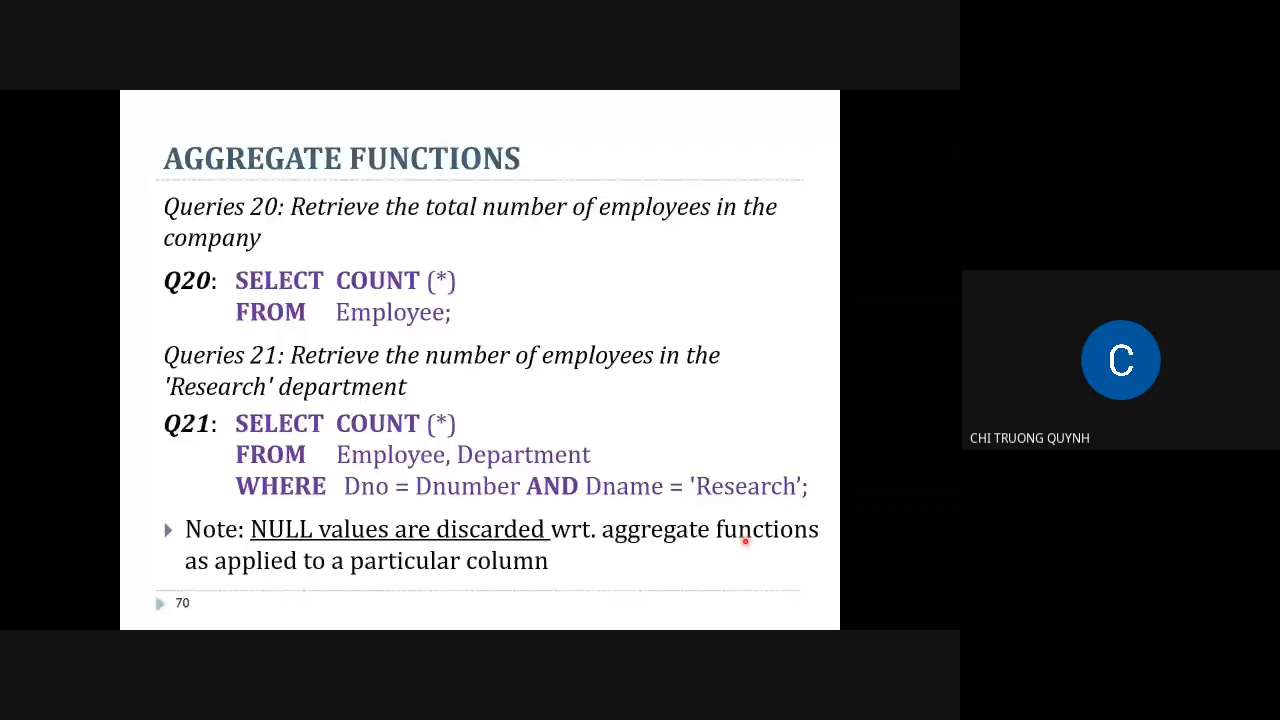 AGGREGATE FUNCTIONS
Queries 20: Retrieve the total number of employees in the
company
Q20: SELECT COUNT (*)
FROM Employee;
Queries 21: Retrieve the number of employees in the
'Research' department
Q21: SELECT COUNT (*)
FROM Employee, Department
WHERE Dno = Dnumber AND Dname = 'Research’;
Note: NULL values are discarded wrt. aggregate functions
as applied to a particular column
70
C
CHI TRUONG QUYNH